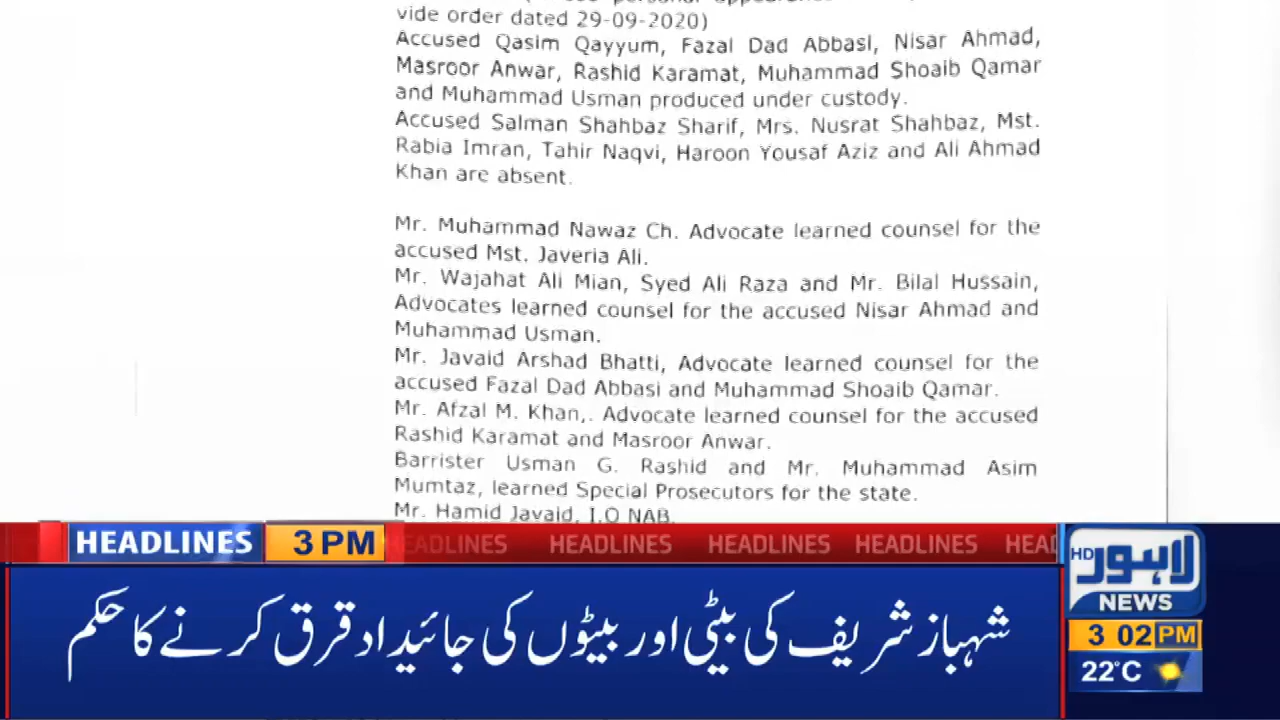 vide order dated 29-09-2020)
Accused Qasim Qayyum, Fazal Dad Abbasi, Nisar Ahmad,
Masroor Anwar, Rashid Karamat, Muhammad Shoaib Qamar
and Muhammad Usman produced under custody.
Accused Salman Shahbaz Sharif, Mrs. Nusrat Shahbaz, Mst.
Rabia Imran, Tahir Naqvi, Haroon Yousaf Aziz and Ali Ahmad
Khan are absent.
Mr. Muhammad Nawaz Ch. Advocate learned counsel for the
accused Mst. Javeria Ali.
Mr. Wajahat Ali Mian, Syed Ali Raza and Mr. Bilal Hussain,
Advocates learned counsel for the accused Nisar Ahmad and
Muhammad Usman.
Mr. Javaid Arshad Bhatti, Advocate learned counsel for the
accused Fazal Dad Abbasi and Muhammad Shoaib Qamar.
Mr. Afzal M. Khan,. Advocate learned counsel for the accused
Rashid Karamat and Masroor Anwar.
Barrister Usman G. Rashid and Mr. Muhammad Asim
Mumtaz, learned Special Prosecutors for the state.
Mr. Hamid Javaid, I.O NAB.
HEADLINES 3 PM HEADLINES HEADLINES HEADLINES HEADLINES HEA
HD لاہور
NEWS
شہباز شریف کی بیٹی اور بیٹوں کی جائیداد قرق کرنے کا حکم
3 02 PM
22°C